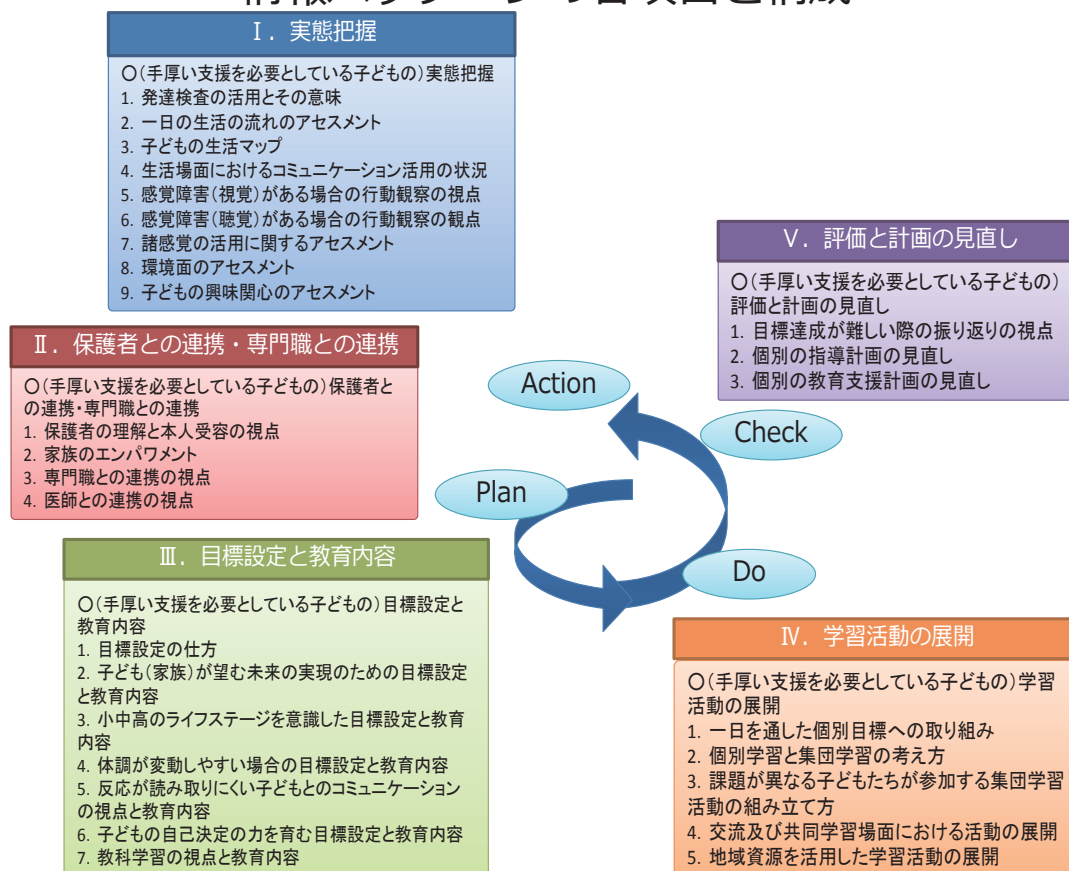 Ⅰ．実態把握
〇（手厚い支援を必要としている子どもの）実態把握
1. 発達検査の活用とその意味
2. 一日の生活の流れのアセスメント
3. 子どもの生活マップ
4. 生活場面におけるコミュニケーション活用の状況
5. 感覚障害（視覚）がある場合の行動観察の視点
6. 感覚障害（聴覚）がある場合の行動観察の観点
7. 諸感覚の活用に関するアセスメント
8. 環境面のアセスメント
9. 子どもの興味関心のアセスメント
Ⅱ．保護者との連携・専門職との連携
〇（手厚い支援を必要としている子どもの）保護者と
の連携・専門職との連携
1. 保護者の理解と本人受容の視点
2. 家族のエンパワメント
3. 専門職との連携の視点
4. 医師との連携の視点
Ⅲ．目標設定と教育内容
〇（手厚い支援を必要としている子どもの）目標設定と
教育内容
1. 目標設定の仕方
2. 子ども（家族）が望む未来の実現のための目標設定
と教育内容
3. 小中高のライフステージを意識した目標設定と教育
内容
4. 体調が変動しやすい場合の目標設定と教育内容
5. 反応が読み取りにくい子どもとのコミュニケーション
の視点と教育内容
6. 子どもの自己決定の力を育む目標設定と教育内容
7. 教科学習の視点と教育内容
Action
Check
Plan
Do
Ⅴ．評価と計画の見直し
〇（手厚い支援を必要としている子どもの）
評価と計画の見直し
1. 目標達成が難しい際の振り返りの視点
2. 個別の指導計画の見直し
3. 個別の教育支援計画の見直し
Ⅳ．学習活動の展開
〇（手厚い支援を必要としている子どもの）学習
活動の展開
1. 一日を通した個別目標への取り組み
2. 個別学習と集団学習の考え方
3. 課題が異なる子どもたちが参加する集団学習
活動の組み立て方
4. 交流及び共同学習場面における活動の展開
5. 地域資源を活用した学習活動の展開